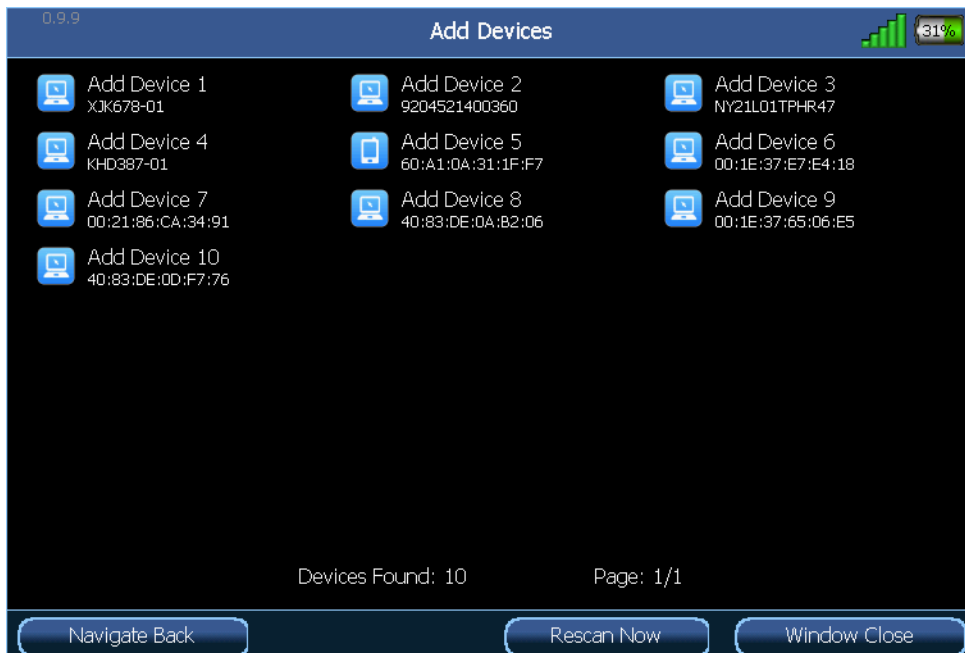 0.9.9
Add Devices
31%
Add Device 1
XJK678-01
Add Device 2
9204521400360
Add Device 3
NY21L01TPHR47
Add Device 4
KHD387-01
Add Device 5
60:A1:0A:31:1F:F7
Add Device 6
00:1E:37:E7:E4:18
Add Device 7
00:21:86:CA:34:91
Add Device 8
40:83:DE:0A:B2:06
Add Device 9
00:1E:37:65:06:E5
Add Device 10
40:83:DE:0D:F7:76
Devices Found: 10 Page: 1/1
Navigate Back Rescan Now Window Close